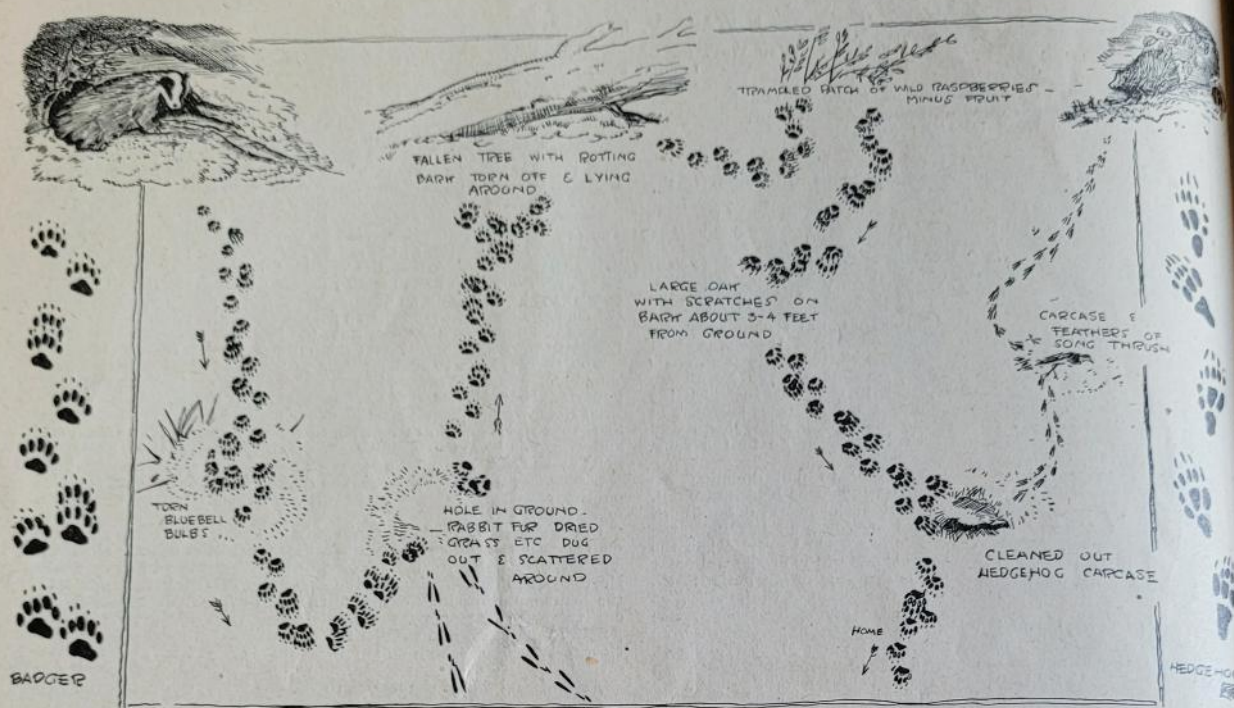 TRAMPLED PATCH OF WILD RASPBERRIES –
MINUS FRUIT
FALLEN TREE WITH ROTTING
BARK TORN OFF & LYING
AROUND
LARGE OAK
WITH SCRATCHES ON
BARK ABOUT 3-4 FEET
FROM GROUND
CARCASE &
FEATHERS OF
SONG THRUSH
TORN
BLUEBELL
BULBS
HOLE IN GROUND.
RABBIT FUR DRIED
GRASS ETC DUG
OUT & SCATTERED
AROUND
CLEANED OUT
HEDGEHOG CARCASE
HOME
BADGER
HEDGEHO